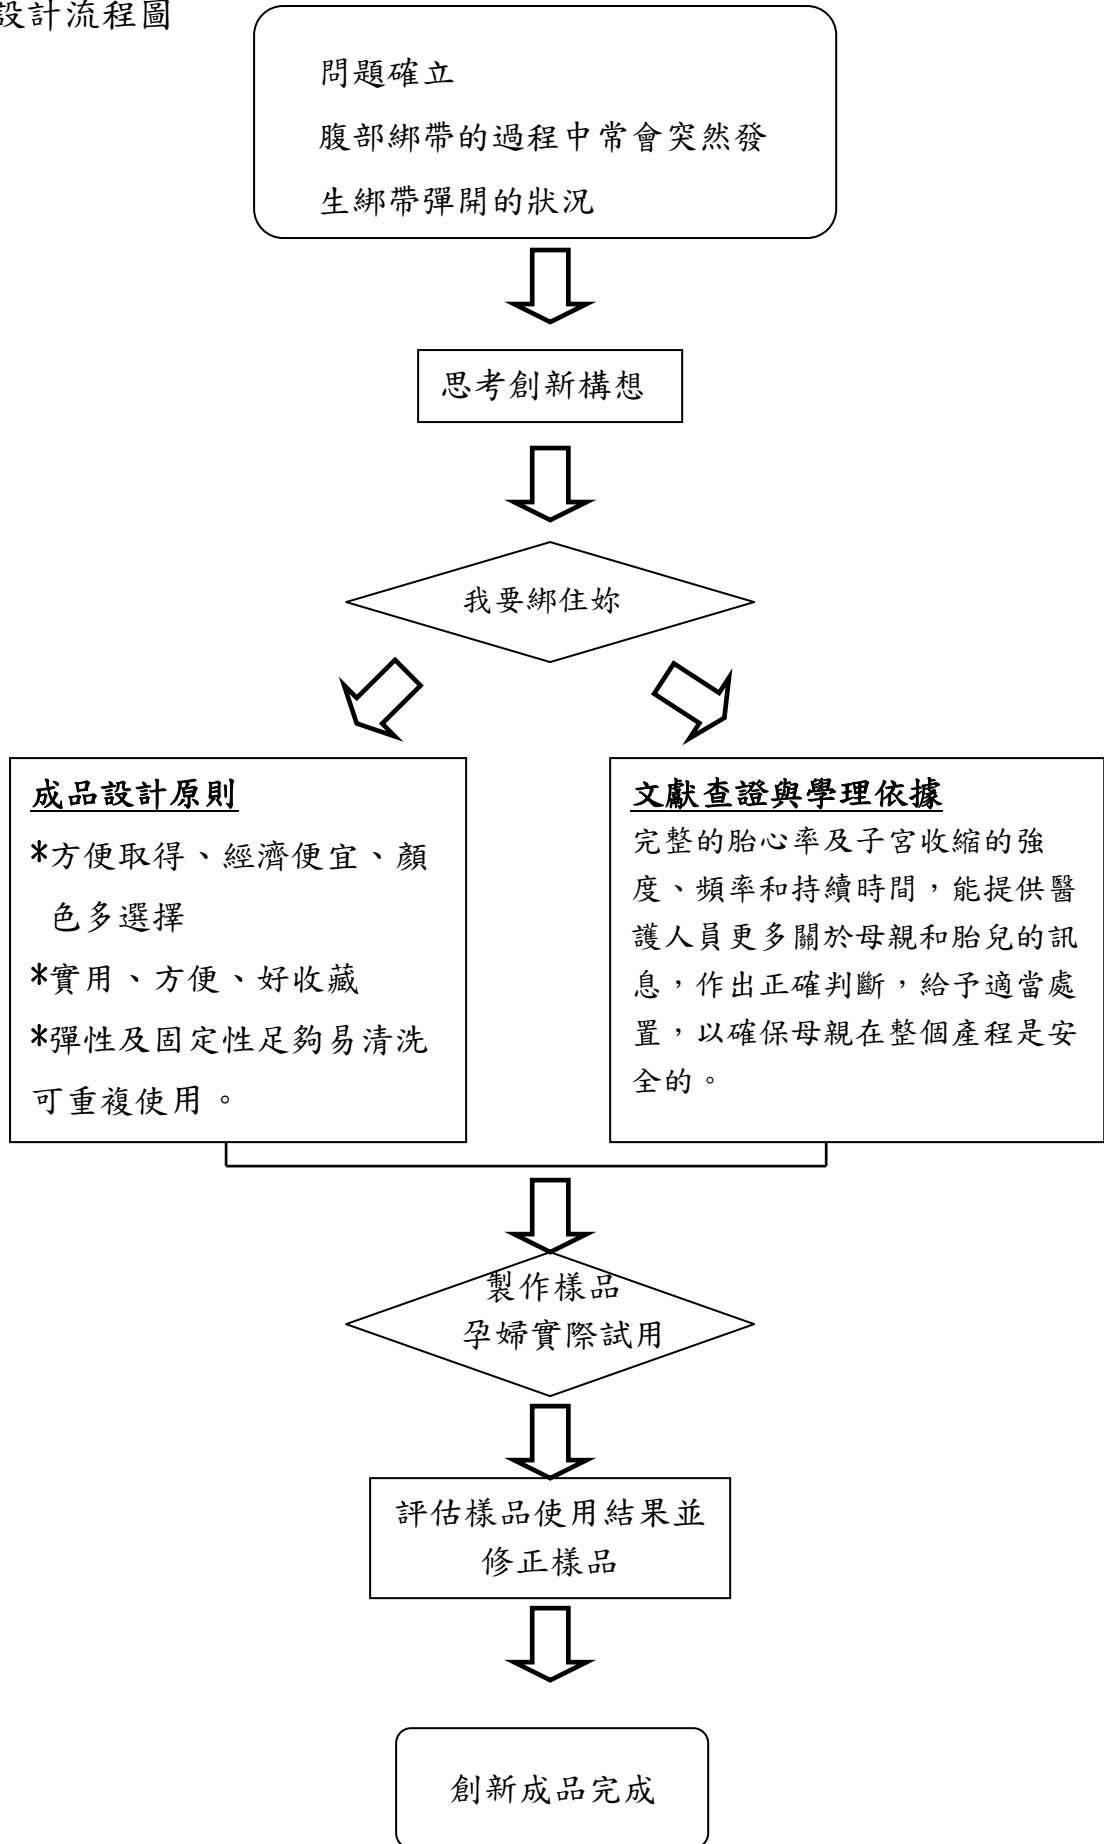 設計流程圖
問題確立
腹部綁帶的過程中常會突然發
生綁帶彈開的狀況
思考創新構想
我要綁住妳
成品設計原則
*方便取得、經濟便宜、顏
色多選擇
*實用、方便、好收藏
*彈性及固定性足夠易清洗
可重複使用。
文獻查證與學理依據
完整的胎心率及子宮收縮的強
度、頻率和持續時間，能提供醫
護人員更多關於母親和胎兒的訊
息，作出正確判斷，給予適當處
置，以確保母親在整個產程是安
全的。
製作樣品
孕婦實際試用
評估樣品使用結果並
修正樣品
創新成品完成